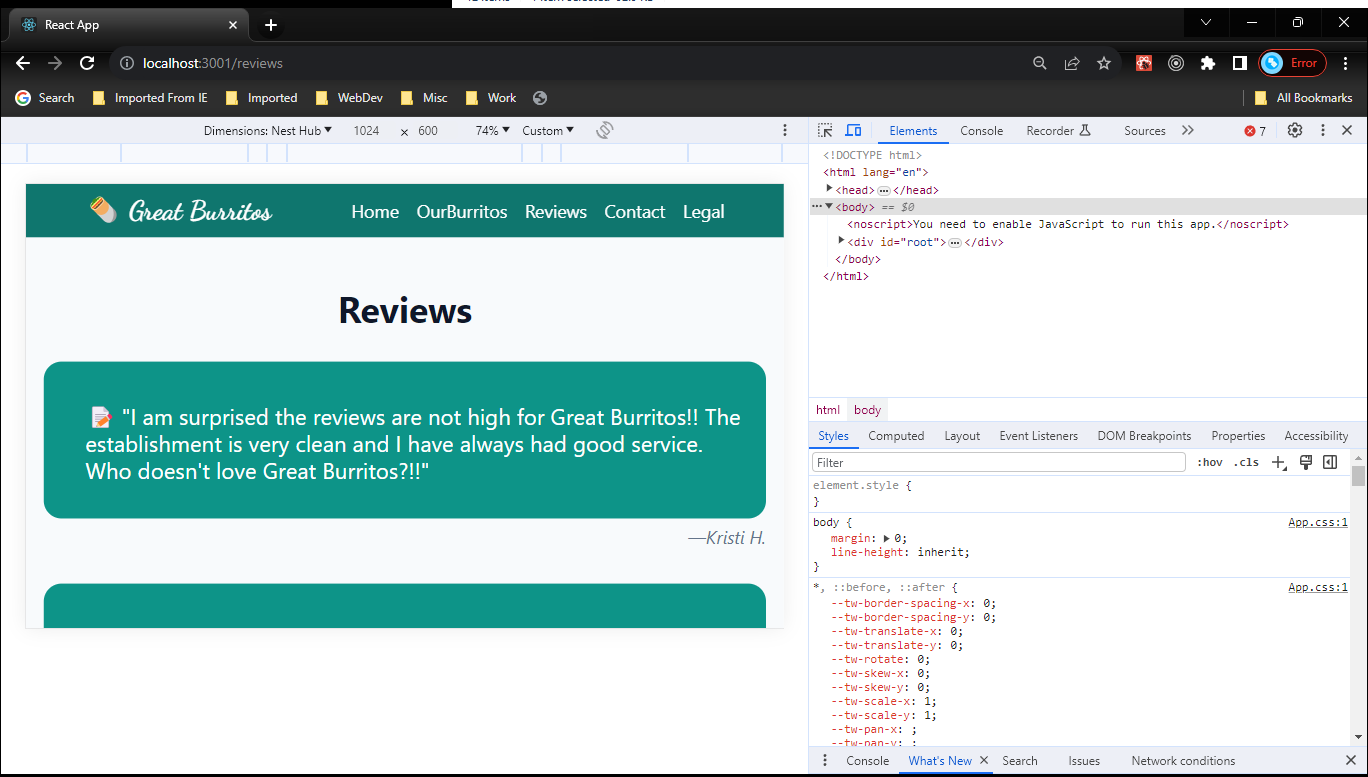 React App
localhost:3001/reviews
Error
Search Imported From IE Imported WebDev Misc Work All Bookmarks
Dimensions: Nest Hub 1024 × 600 74% Custom
Great Burritos Home OurBurritos Reviews Contact Legal
Reviews
"I am surprised the reviews are not high for Great Burritos!! The
establishment is very clean and I have always had good service.
Who doesn't love Great Burritos?!!"
—Kristi H.
Elements Console Recorder Sources 7
<!DOCTYPE html>
<html lang="en">
<head>…</head>
<body> == $0
<noscript>You need to enable JavaScript to run this app.</noscript>
<div id="root">…</div>
</body>
</html>
html body
Styles Computed Layout Event Listeners DOM Breakpoints Properties Accessibility
Filter :hov .cls
element.style {
}
body { App.css:1
margin: 0;
line-height: inherit;
}
*, ::before, ::after { App.css:1
--tw-border-spacing-x: 0;
--tw-border-spacing-y: 0;
--tw-translate-x: 0;
--tw-translate-y: 0;
--tw-rotate: 0;
--tw-skew-x: 0;
--tw-skew-y: 0;
--tw-scale-x: 1;
--tw-scale-y: 1;
--tw-pan-x: ;
--tw-pan-y: ;
Console What's New Search Issues Network conditions